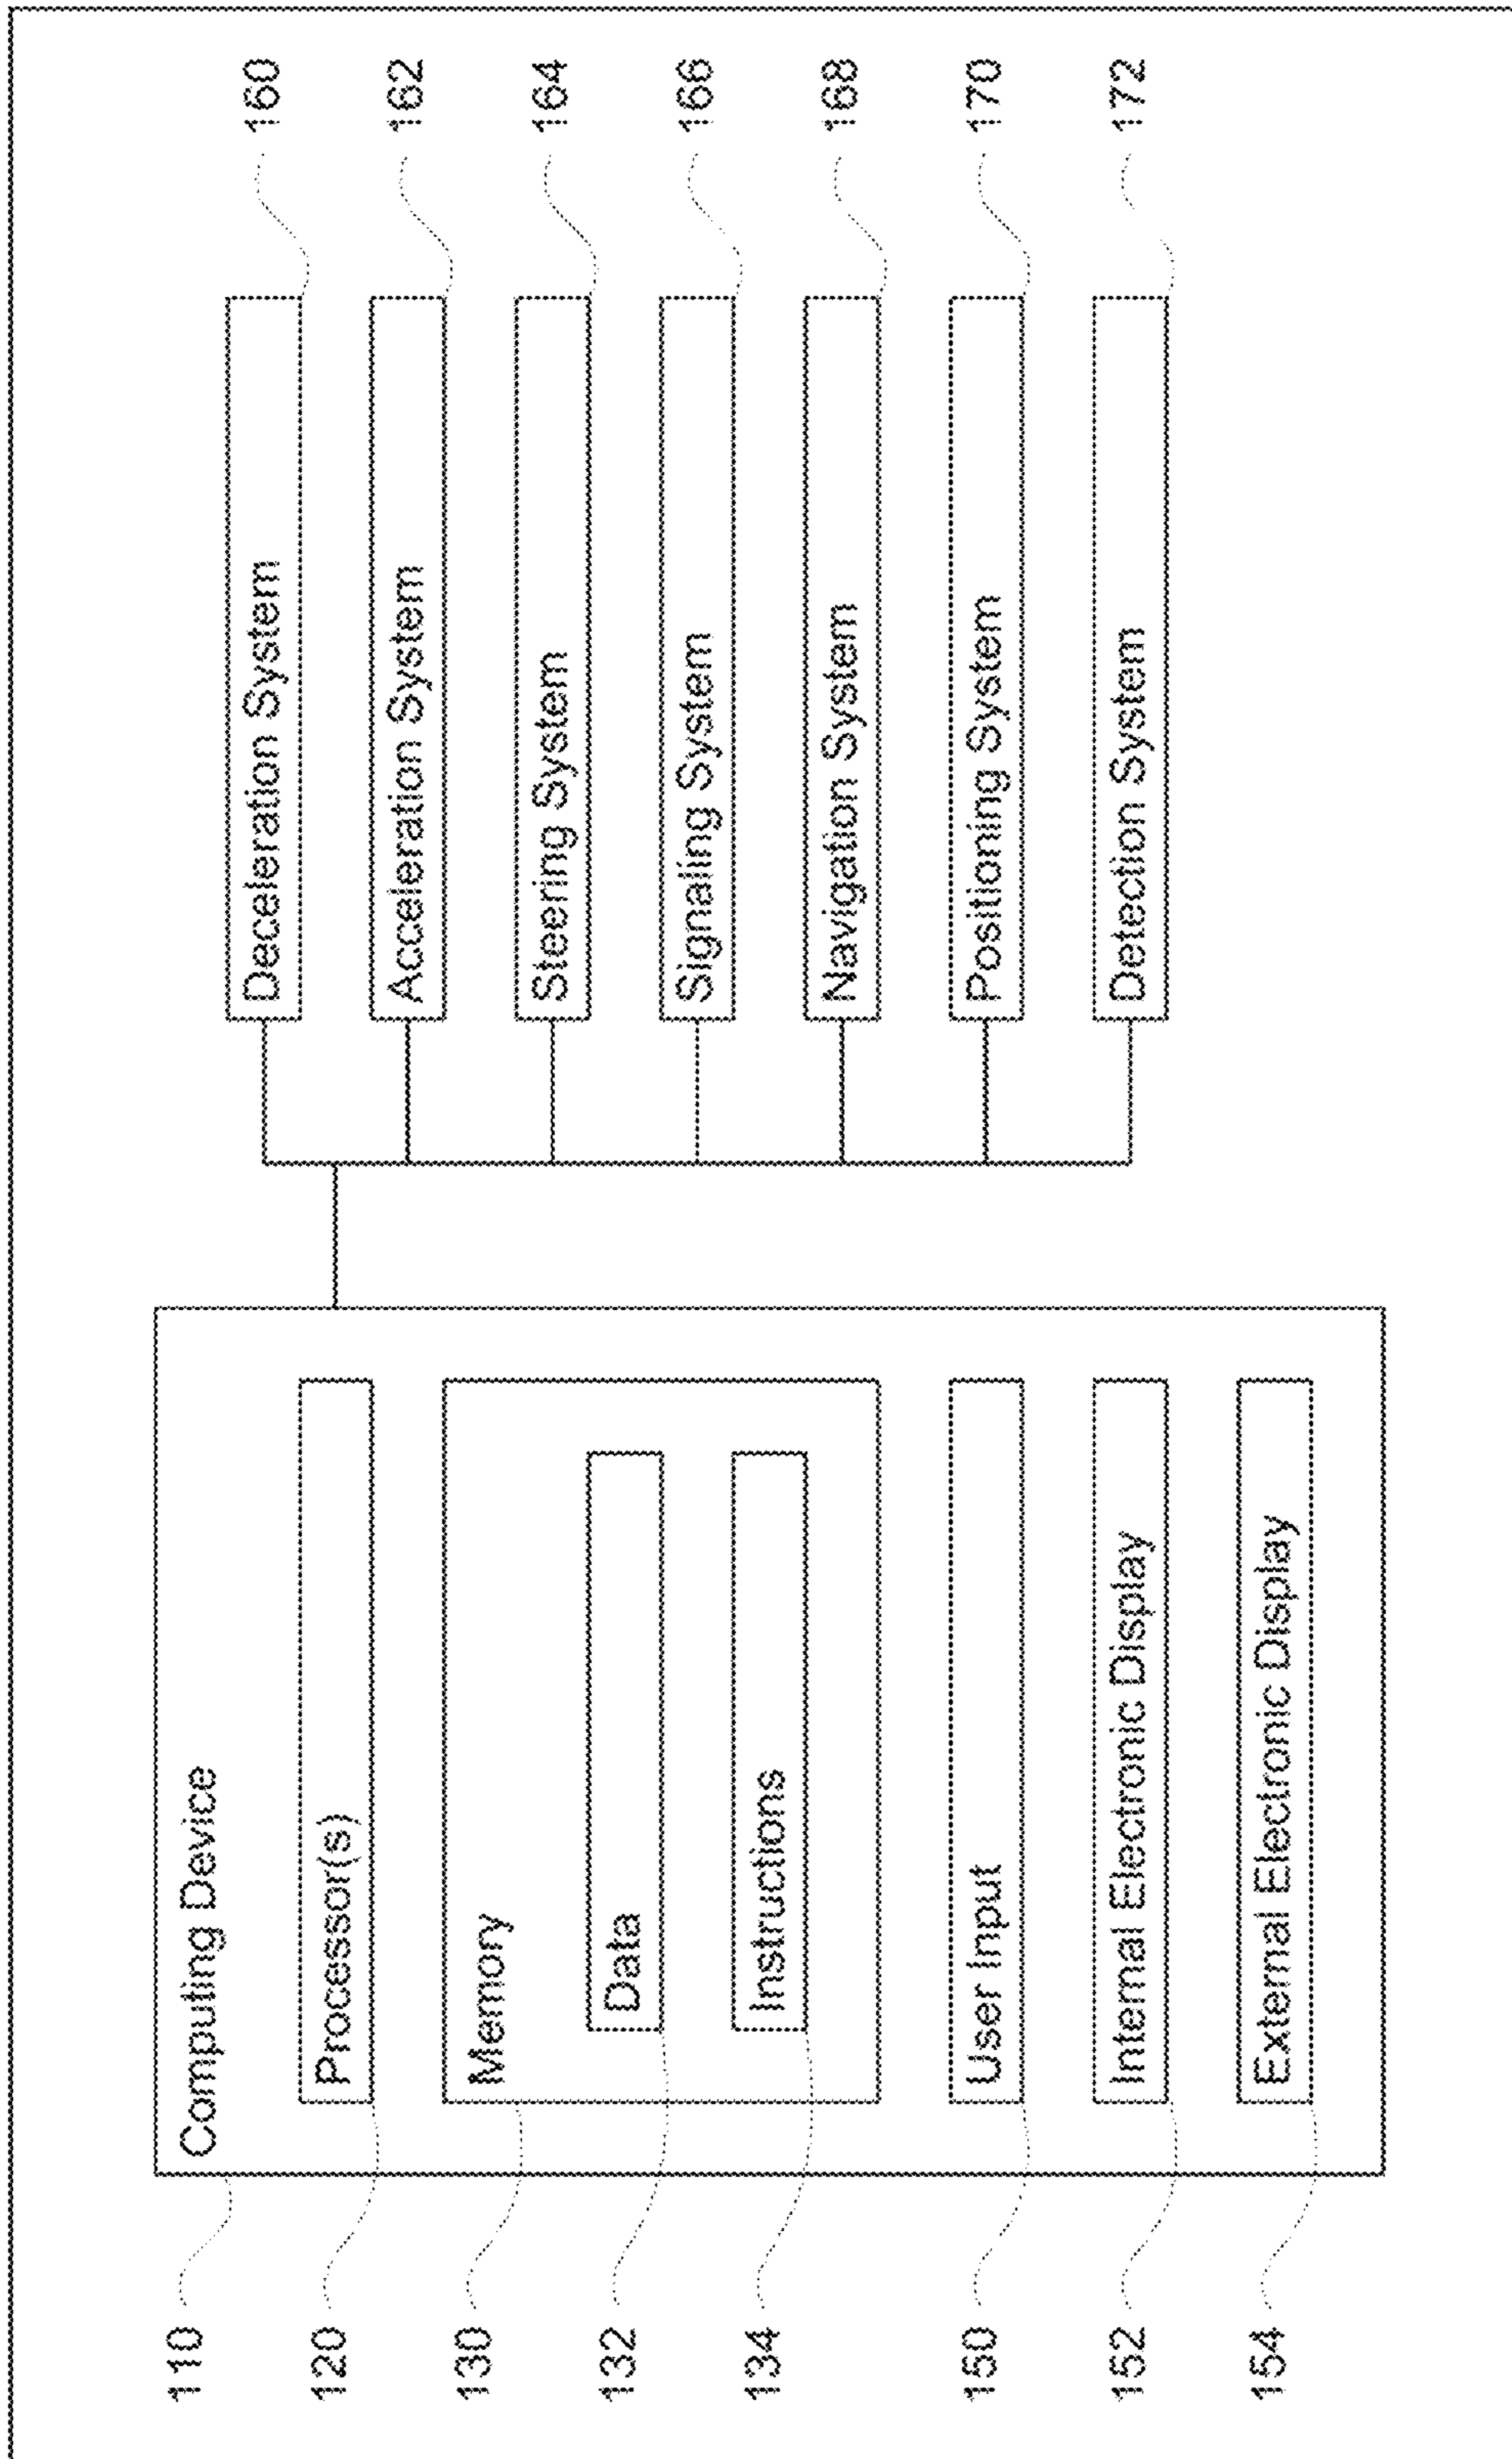 110
Computing Device
120
Processor(s)
130
Memory
132
Data
134
Instructions
150
User Input
152
Internal Electronic Display
154
External Electronic Display
Deceleration System
160
Acceleration System
162
Steering System
164
Signaling System
166
Navigation System
168
Positioning System
170
Detection System
172